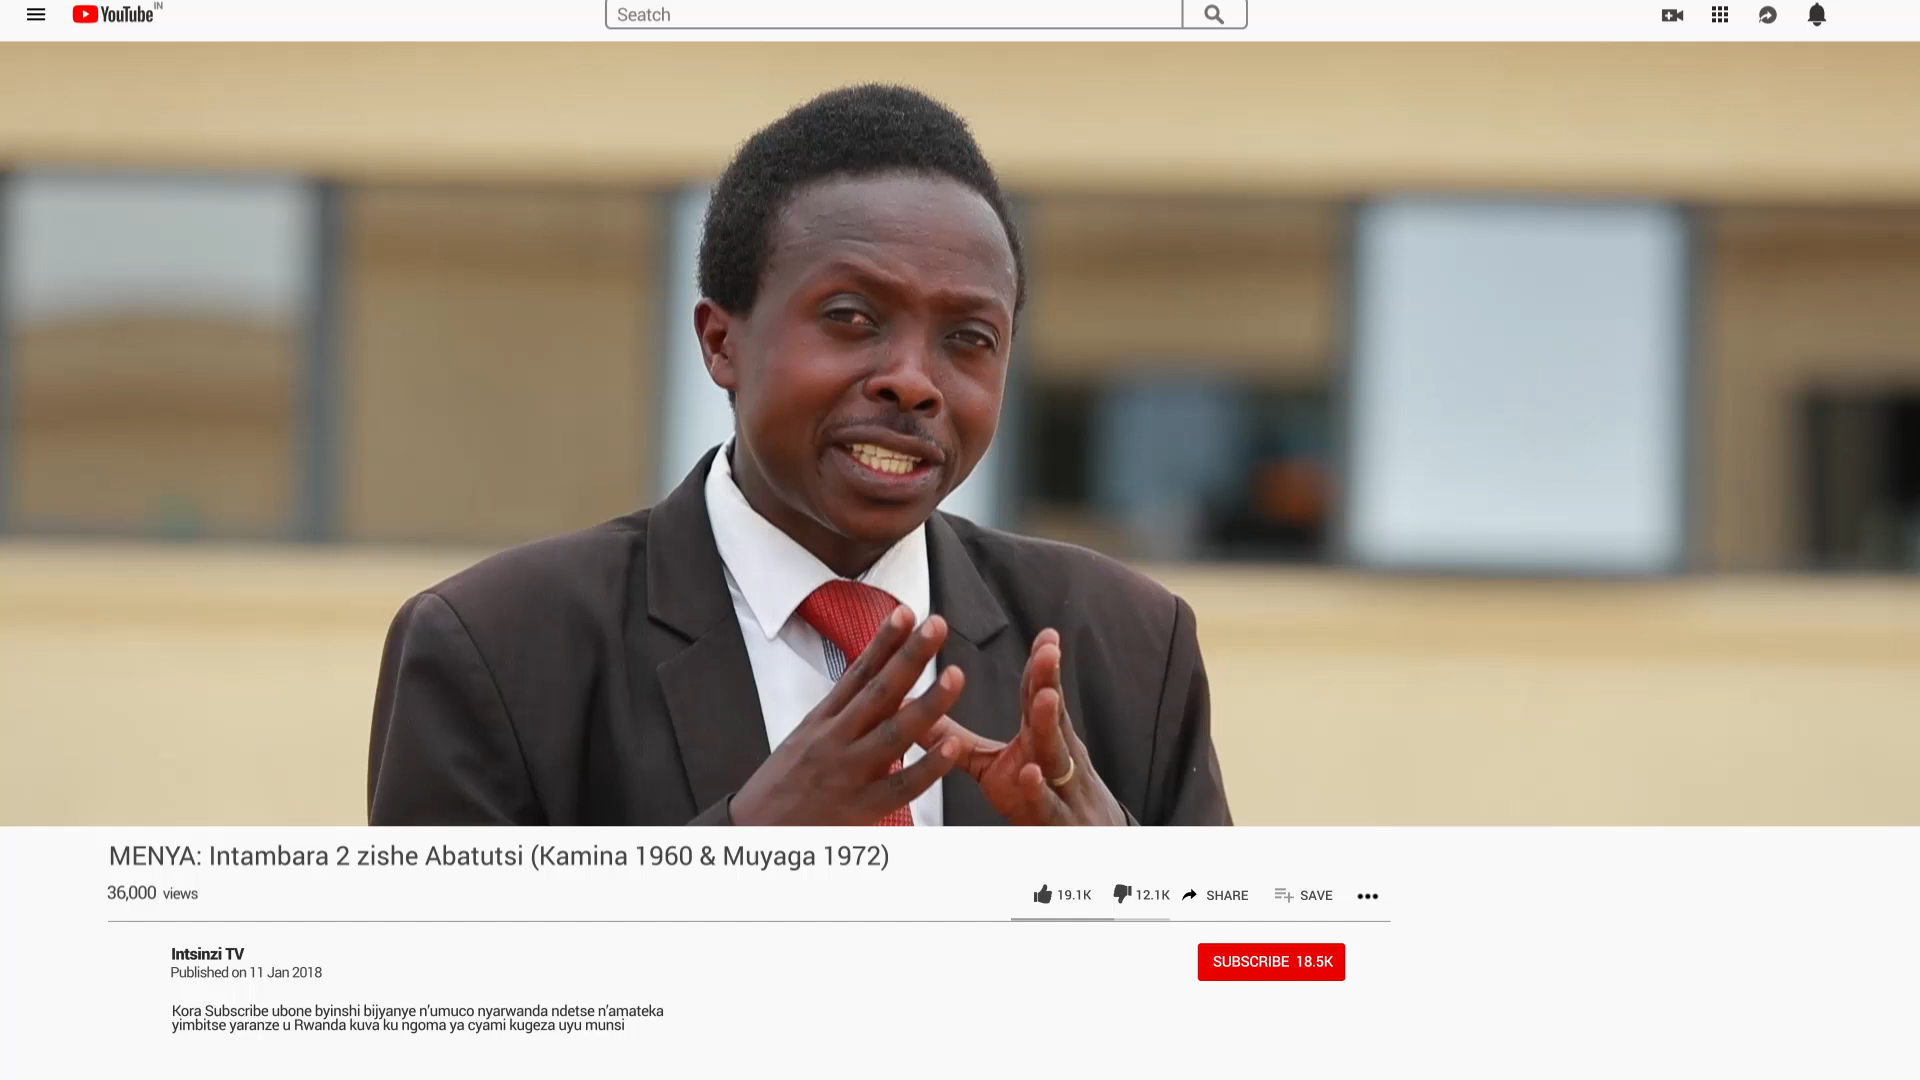 YouTube IN
Seatch
MENYA: Intambara 2 zishe Abatutsi (Kamina 1960 & Muyaga 1972)
36,000 views
19.1K 12.1K SHARE SAVE
Intsinzi TV
Published on 11 Jan 2018
SUBSCRIBE 18.5K
Kora Subscribe ubone byinshi bijyanye n’umuco nyarwanda ndetse n’amateka
yimbitse yaranze u Rwanda kuva ku ngoma ya cyami kugeza uyu munsi